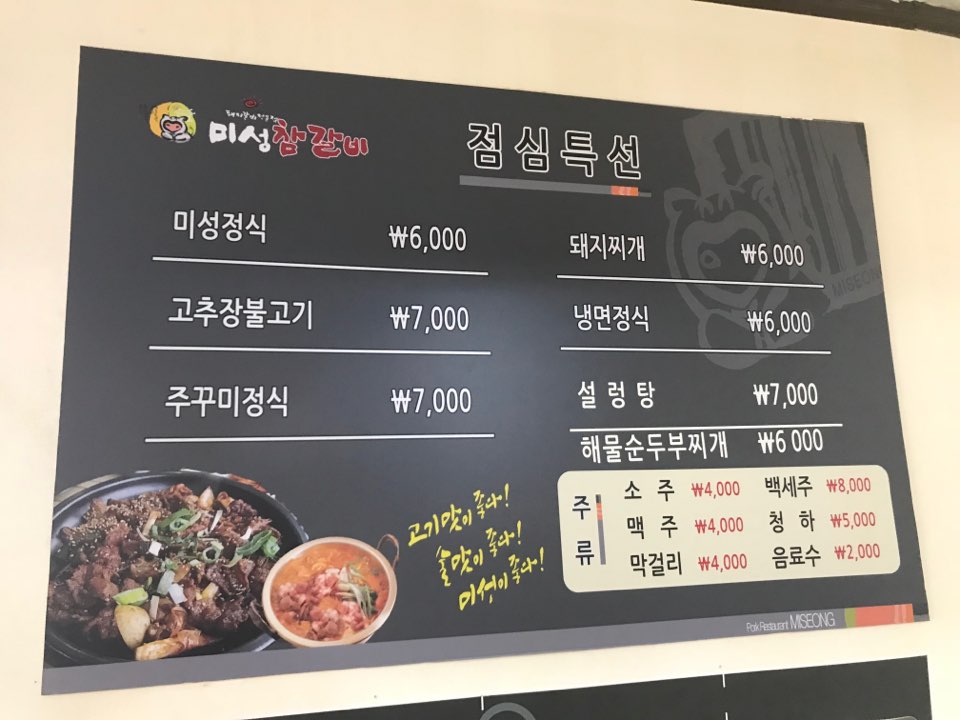 미성참갈비
점심특선
미성정식 ₩6,000
고추장불고기 ₩7,000
주꾸미정식 ₩7,000
돼지찌개 ₩6,000
냉면정식 ₩6,000
설렁탕 ₩7,000
해물순두부찌개 ₩6 000
고기맛이 좋다!
술맛이 좋다!
미성이 좋다!
주류
소주 ₩4,000 백세주 ₩8,000
맥주 ₩4,000 청하 ₩5,000
막걸리 ₩4,000 음료수 ₩2,000
Pork Restaurant MISEONG
MISEONG